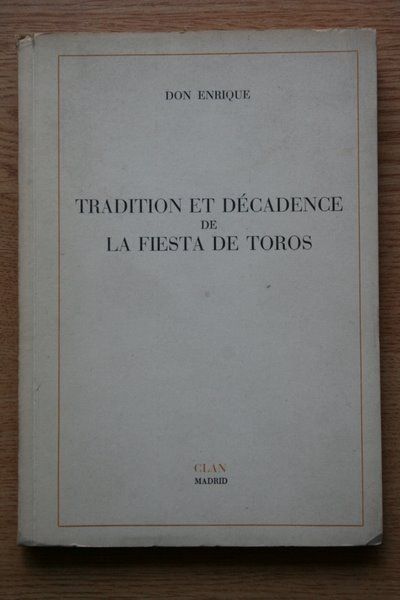 DON ENRIQUE
TRADITION ET DÉCADENCE
DE
LA FIESTA DE TOROS
CLAN
MADRID